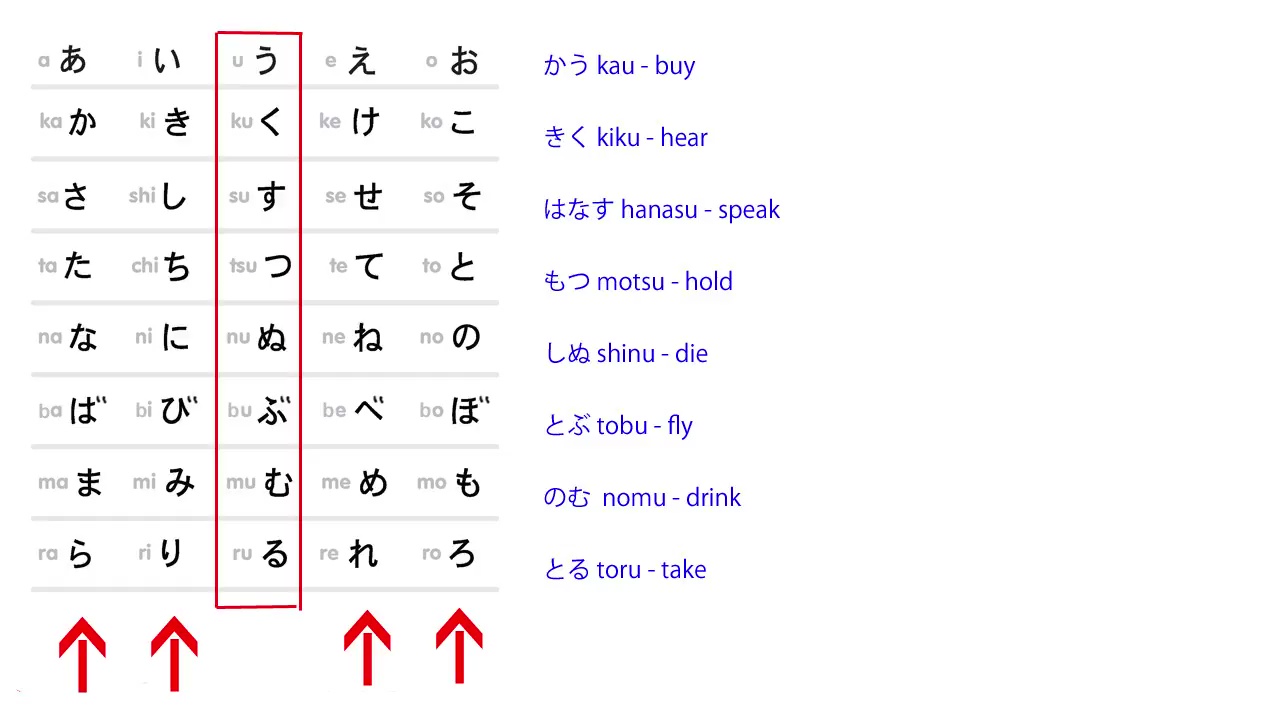 a あ i い u う e え o お かう kau - buy
ka か ki き ku く ke け ko こ きく kiku - hear
sa さ shi し su す se せ so そ はなす hanasu - speak
ta た chi ち tsu つ te て to と もつ motsu - hold
na な ni に nu ぬ ne ね no の しぬ shinu - die
ba ば bi び bu ぶ be べ bo ぼ とぶ tobu - fly
ma ま mi み mu む me め mo も のむ nomu - drink
ra ら ri り ru る re れ ro ろ とる toru - take